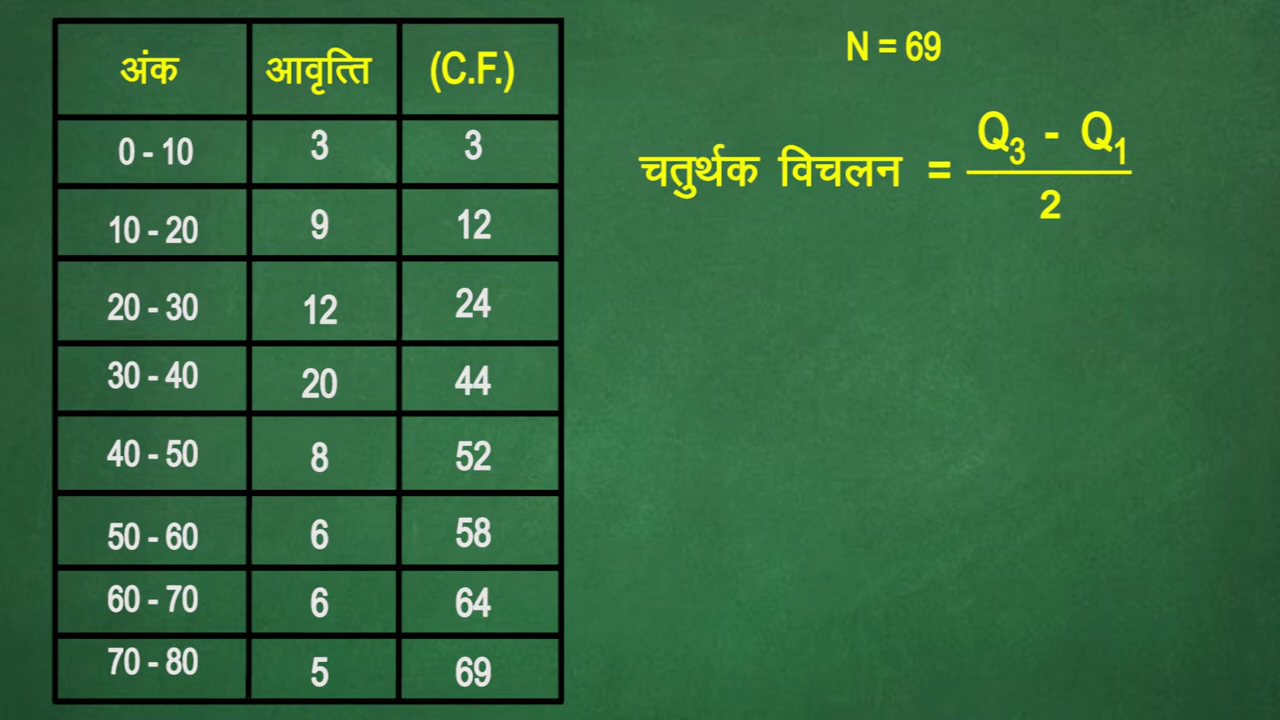 अंक आवृत्ति (C.F.)
0 - 10 3 3
10 - 20 9 12
20 - 30 12 24
30 - 40 20 44
40 - 50 8 52
50 - 60 6 58
60 - 70 6 64
70 - 80 5 69
N = 69
चतुर्थक विचलन = Q₃ - Q₁
2